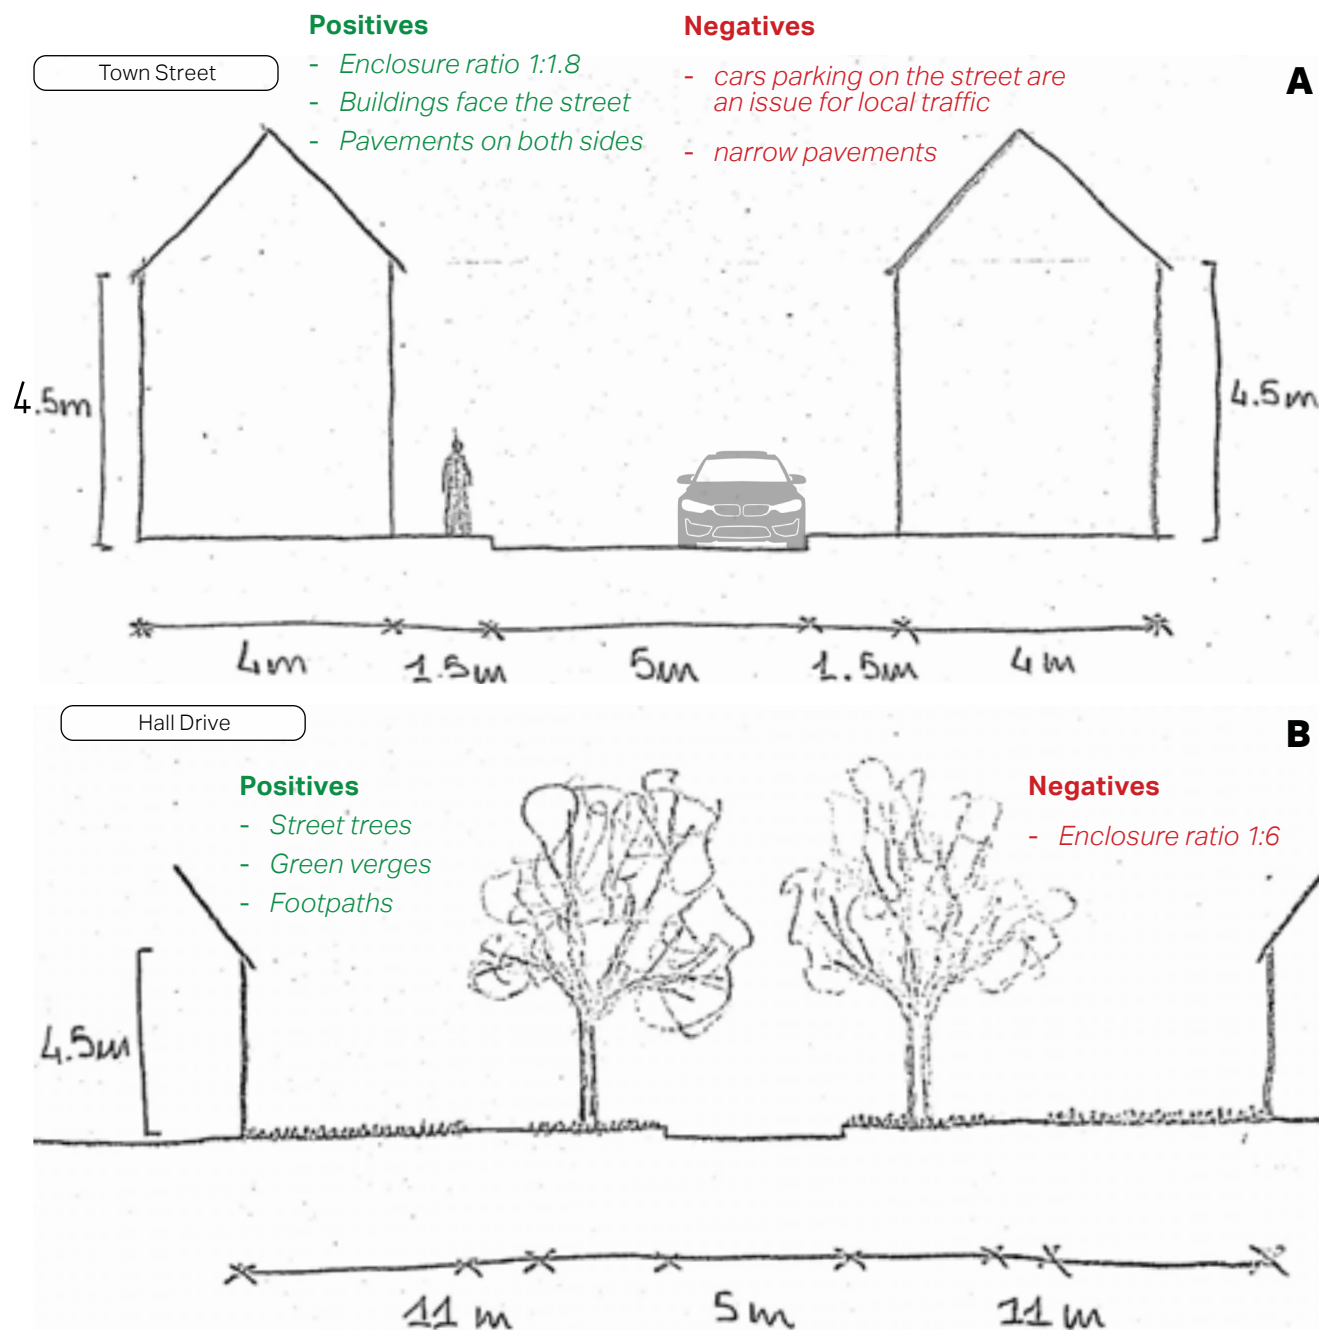 Town Street
Positives
- Enclosure ratio 1:1.8
- Buildings face the street
- Pavements on both sides
Negatives
- cars parking on the street are
an issue for local traffic
- narrow pavements
A
4.5m
4.5m
4m 1.5m 5m 1.5m 4m
Hall Drive
B
Positives
- Street trees
- Green verges
- Footpaths
Negatives
- Enclosure ratio 1:6
4.5m
11 m 5m 11 m